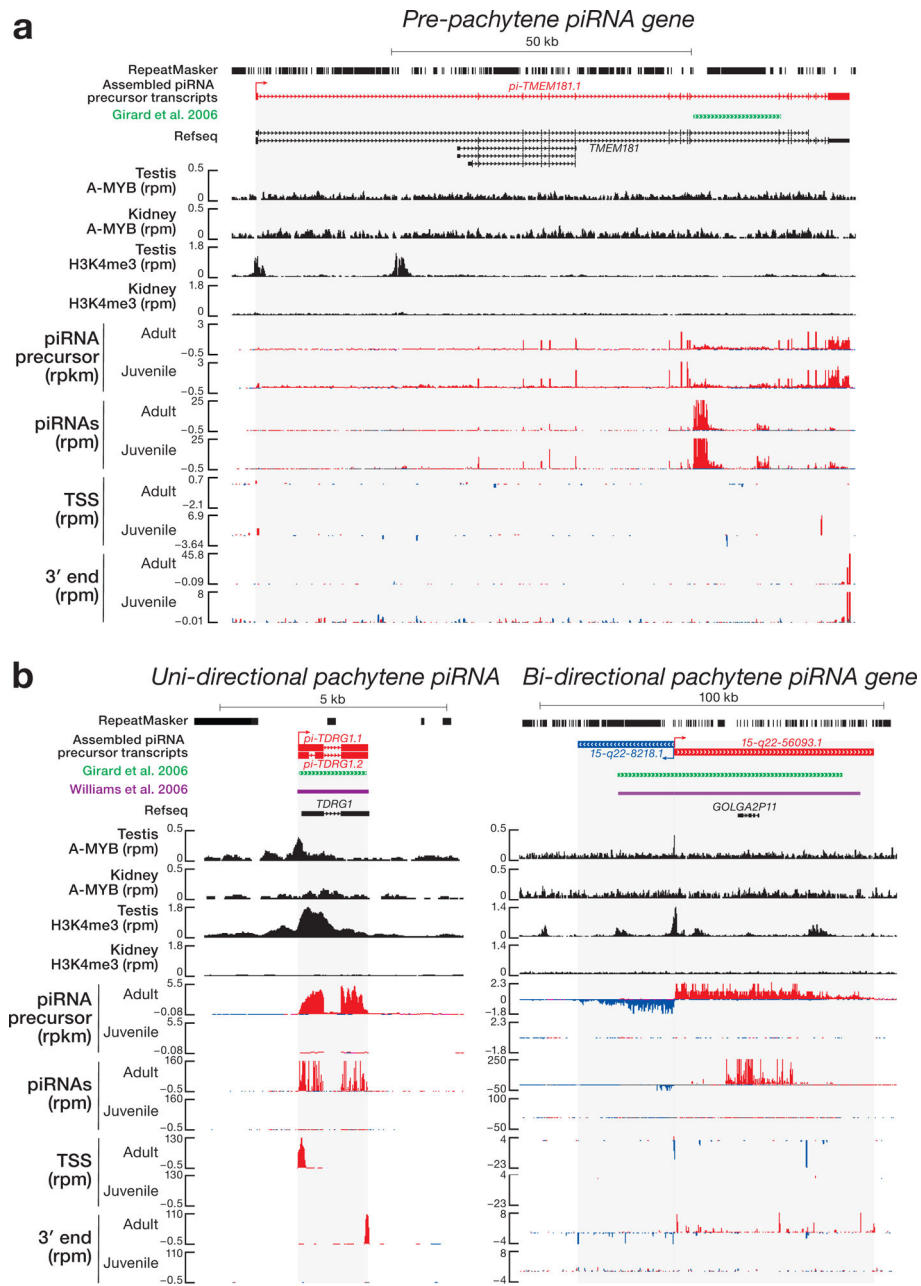 a
Pre-pachytene piRNA gene
50 kb
RepeatMasker
Assembled piRNA
precursor transcripts
pi-TMEM181.1
Girard et al. 2006
Refseq
TMEM181
Testis
A-MYB (rpm)
0.5
0
Kidney
A-MYB (rpm)
0.5
0
Testis
H3K4me3 (rpm)
1.8
0
Kidney
H3K4me3 (rpm)
1.8
0
piRNA
precursor
(rpkm)
Adult
3
−0.5
Juvenile
3
−0.5
piRNAs
(rpm)
Adult
25
−0.5
Juvenile
25
−0.5
TSS
(rpm)
Adult
0.7
−2.1
Juvenile
6.9
−3.64
3′ end
(rpm)
Adult
45.8
−0.09
Juvenile
8
−0.01
b
Uni-directional pachytene piRNA
5 kb
RepeatMasker
Assembled piRNA
precursor transcripts
pi-TDRG1.1
pi-TDRG1.2
Girard et al. 2006
Williams et al. 2006
Refseq
TDRG1
Testis
A-MYB (rpm)
0.5
0
Kidney
A-MYB (rpm)
0.5
0
Testis
H3K4me3 (rpm)
1.8
0
Kidney
H3K4me3 (rpm)
1.8
0
piRNA
precursor
(rpkm)
Adult
5.5
−0.08
Juvenile
5.5
−0.08
piRNAs
(rpm)
Adult
160
−0.5
Juvenile
160
−0.5
TSS
(rpm)
Adult
130
−0.5
Juvenile
130
−0.5
3′ end
(rpm)
Adult
110
−0.5
Juvenile
110
−0.5
Bi-directional pachytene piRNA gene
100 kb
15-q22-56093.1
15-q22-8218.1
GOLGA2P11
0.5
0
0.5
0
1.4
0
1.4
0
2.3
0
−1.8
2.3
−1.8
250
−50
100
−50
4
−23
4
−23
8
−4
8
−4